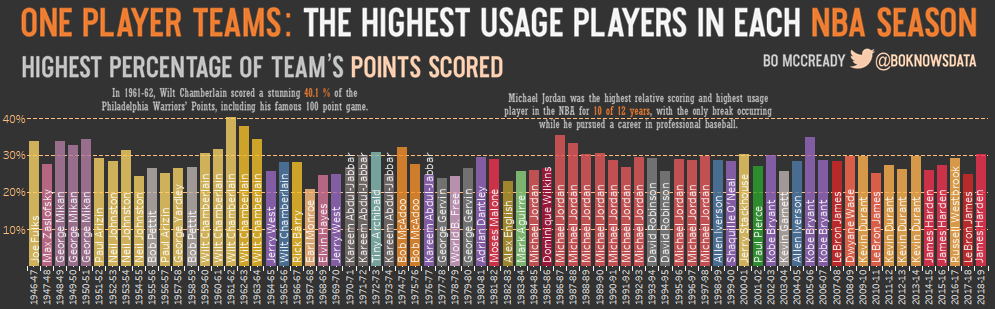 ONE PLAYER TEAMS: THE HIGHEST USAGE PLAYERS IN EACH NBA SEASON
HIGHEST PERCENTAGE OF TEAM'S POINTS SCORED
BO MCCREADY @BOKNOWSDATA
In 1961-62, Wilt Chamberlain scored a stunning 40.1 % of the
Philadelphia Warriors' Points, including his famous 100 point game.
Michael Jordan was the highest relative scoring and highest usage
player in the NBA for 10 of 12 years, with the only break occurring
while he pursued a career in professional baseball.
40%
30%
20%
10%
Joe Fulks
Max Zaslofsky
George Mikan
George Mikan
George Mikan
Paul Arizin
Neil Johnston
Neil Johnston
Neil Johnston
Bob Pettit
Paul Arizin
George Yardley
Bob Pettit
Wilt Chamberlain
Wilt Chamberlain
Wilt Chamberlain
Wilt Chamberlain
Wilt Chamberlain
Jerry West
Wilt Chamberlain
Rick Barry
Earl Monroe
Elvin Hayes
Jerry West
Kareem Abdul-Jabbar
Kareem Abdul-Jabbar
Tiny Archibald
Kareem Abdul-Jabbar
Bob McAdoo
Bob McAdoo
Kareem Abdul-Jabbar
George Gervin
World B. Free
George Gervin
Adrian Dantley
Moses Malone
Alex English
Mark Aguirre
Michael Jordan
Dominique Wilkins
Michael Jordan
Michael Jordan
Michael Jordan
Michael Jordan
Michael Jordan
Michael Jordan
Michael Jordan
David Robinson
David Robinson
Michael Jordan
Michael Jordan
Michael Jordan
Allen Iverson
Shaquille O'Neal
Jerry Stackhouse
Paul Pierce
Kobe Bryant
Kevin Garnett
Allen Iverson
Kobe Bryant
Kobe Bryant
LeBron James
Dwyane Wade
Kevin Durant
LeBron James
Kevin Durant
Kevin Durant
Kevin Durant
James Harden
James Harden
Russell Westbrook
LeBron James
James Harden
1946-47
1947-48
1948-49
1949-50
1950-51
1951-52
1952-53
1953-54
1954-55
1955-56
1956-57
1957-58
1958-59
1959-60
1960-61
1961-62
1962-63
1963-64
1964-65
1965-66
1966-67
1967-68
1968-69
1969-70
1970-71
1971-72
1972-73
1973-74
1974-75
1975-76
1976-77
1977-78
1978-79
1979-80
1980-81
1981-82
1982-83
1983-84
1984-85
1985-86
1986-87
1987-88
1988-89
1989-90
1990-91
1991-92
1992-93
1993-94
1994-95
1995-96
1996-97
1997-98
1998-99
1999-00
2000-01
2001-02
2002-03
2003-04
2004-05
2005-06
2006-07
2007-08
2008-09
2009-10
2010-11
2011-12
2012-13
2013-14
2014-15
2015-16
2016-17
2017-18
2018-19